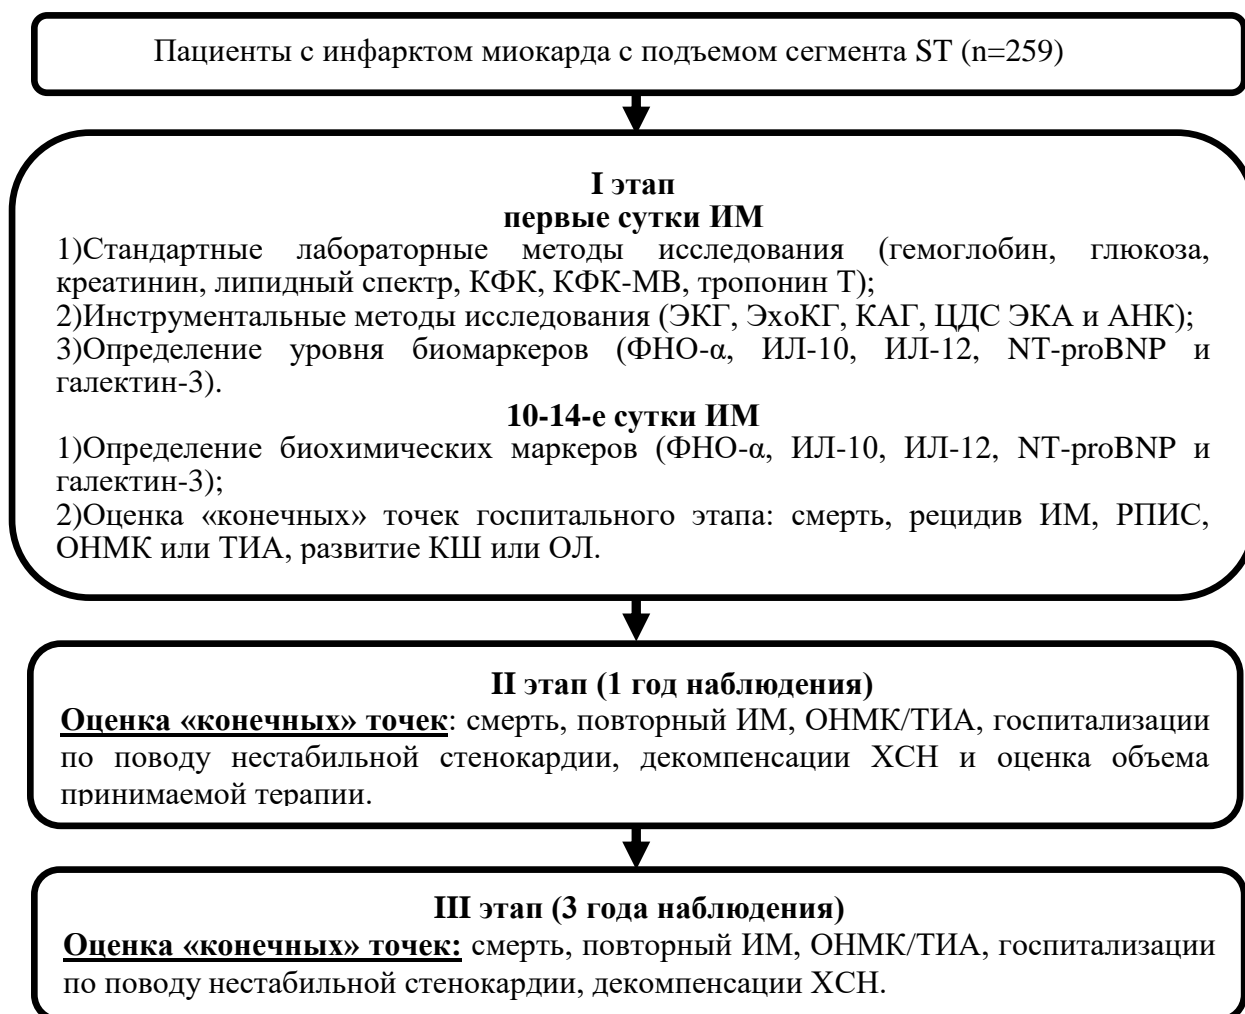 Пациенты с инфарктом миокарда с подъемом сегмента ST (n=259)
I этап
первые сутки ИМ
1)Стандартные лабораторные методы исследования (гемоглобин, глюкоза,
креатинин, липидный спектр, КФК, КФК-МВ, тропонин Т);
2)Инструментальные методы исследования (ЭКГ, ЭхоКГ, КАГ, ЦДС ЭКА и АНК);
3)Определение уровня биомаркеров (ФНО-α, ИЛ-10, ИЛ-12, NT-proBNP и
галектин-3).
10-14-е сутки ИМ
1)Определение биохимических маркеров (ФНО-α, ИЛ-10, ИЛ-12, NT-proBNP и
галектин-3);
2)Оценка «конечных» точек госпитального этапа: смерть, рецидив ИМ, РПИС,
ОНМК или ТИА, развитие КШ или ОЛ.
II этап (1 год наблюдения)
Оценка «конечных» точек: смерть, повторный ИМ, ОНМК/ТИА, госпитализации
по поводу нестабильной стенокардии, декомпенсации ХСН и оценка объема
принимаемой терапии.
III этап (3 года наблюдения)
Оценка «конечных» точек: смерть, повторный ИМ, ОНМК/ТИА, госпитализации
по поводу нестабильной стенокардии, декомпенсации ХСН.